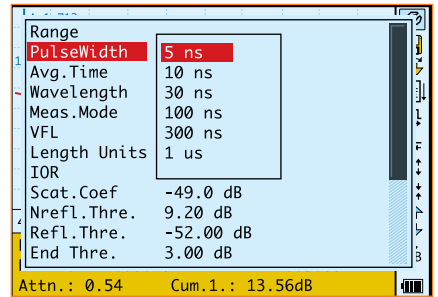 Range
PulseWidth 5 ns
Avg.Time 10 ns
Wavelength 30 ns
Meas.Mode 100 ns
VFL 300 ns
Length Units 1 us
IOR
Scat.Coef -49.0 dB
Nrefl.Thre. 9.20 dB
Refl.Thre. -52.00 dB
End Thre. 3.00 dB
Attn.: 0.54 Cum.1.: 13.56dB